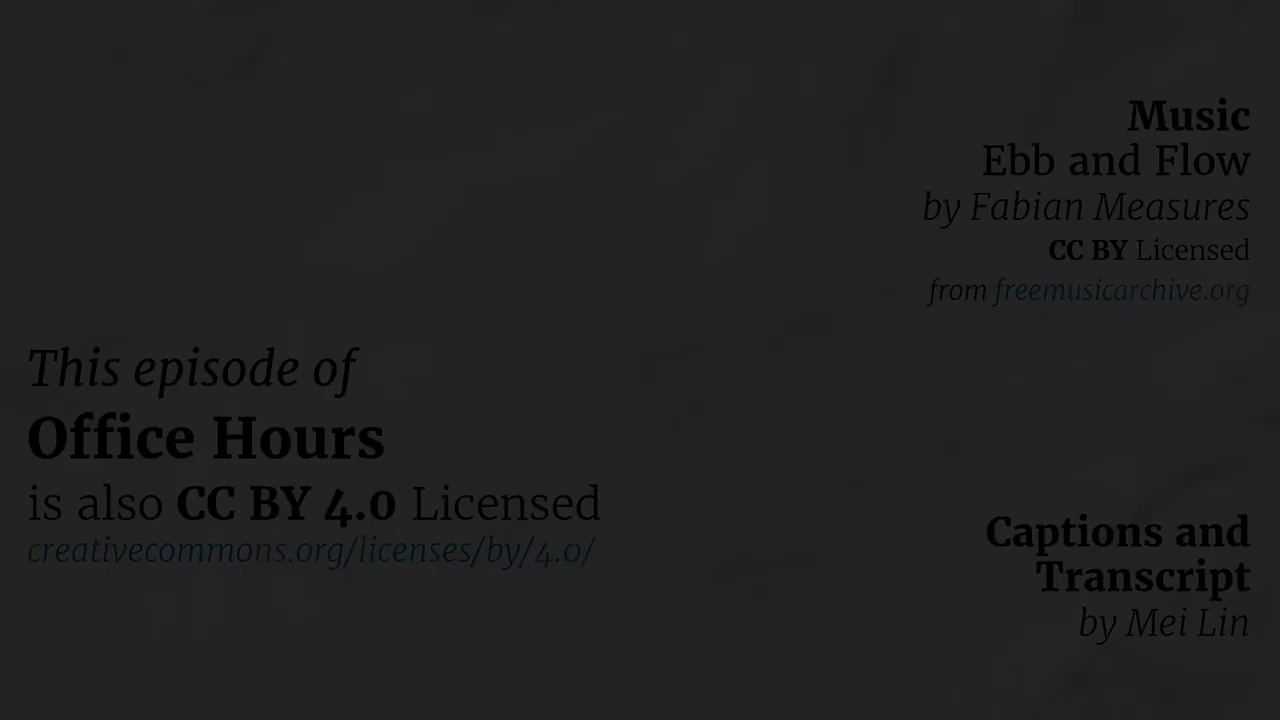 Music
Ebb and Flow
by Fabian Measures
CC BY Licensed
from freemusicarchive.org
This episode of
Office Hours
is also CC BY 4.0 Licensed
creativecommons.org/licenses/by/4.0/
Captions and
Transcript
by Mei Lin